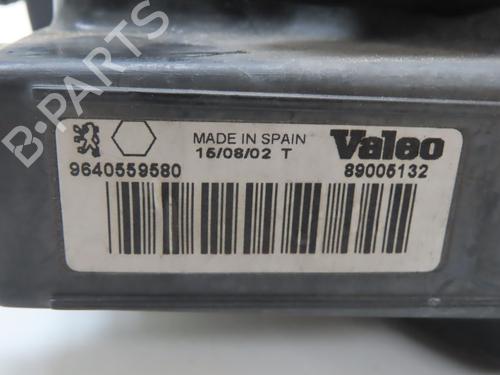 B-PARTS
MADE IN SPAIN
15/08/02 T
Valeo
9640559580
89005132